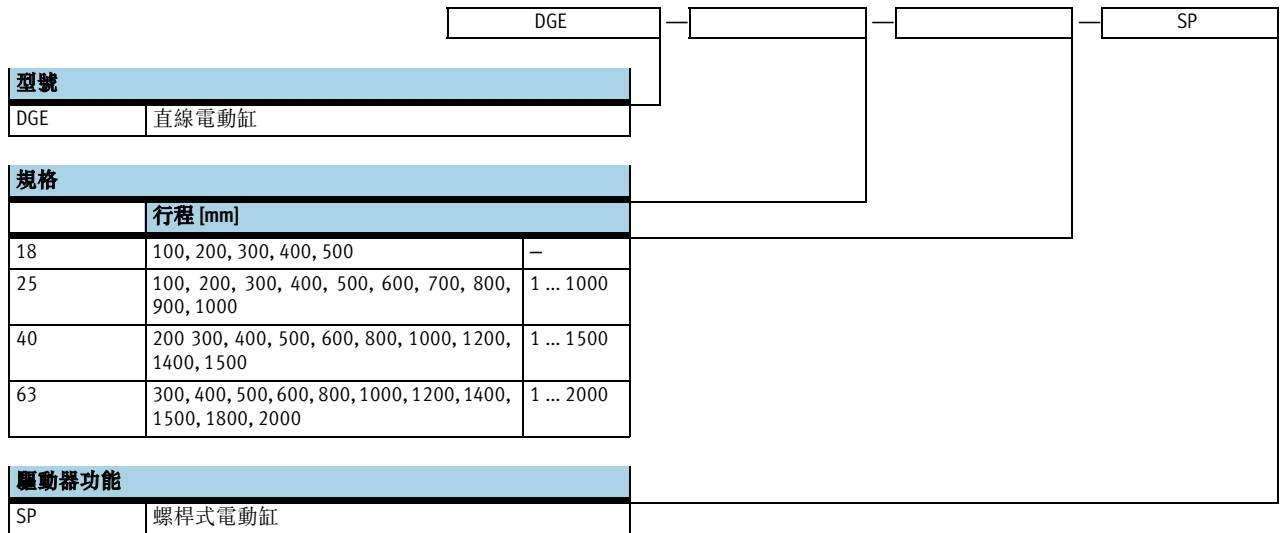 DGE — — — SP
型號
DGE 直線電動缸
規格
行程 [mm]
18 100, 200, 300, 400, 500 –
25 100, 200, 300, 400, 500, 600, 700, 800, 1 ... 1000
900, 1000
40 200 300, 400, 500, 600, 800, 1000, 1200, 1 ... 1500
1400, 1500
63 300, 400, 500, 600, 800, 1000, 1200, 1400, 1 ... 2000
1500, 1800, 2000
驅動器功能
SP 螺桿式電動缸